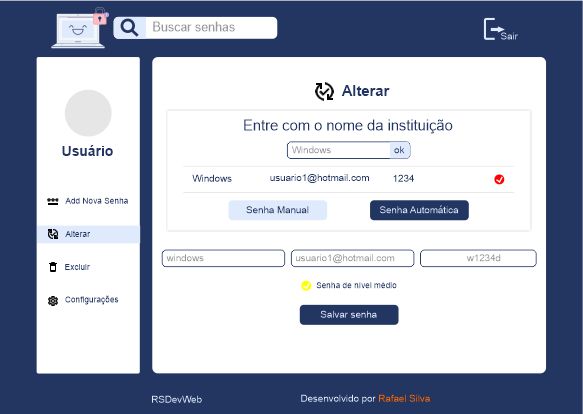 Buscar senhas
Sair
Usuário
Add Nova Senha
Alterar
Excluir
Configurações
Alterar
Entre com o nome da instituição
Windows ok
Windows usuario1@hotmail.com 1234
Senha Manual Senha Automática
windows usuario1@hotmail.com w1234d
Senha de nível médio
Salvar senha
RSDevWeb Desenvolvido por Rafael Silva